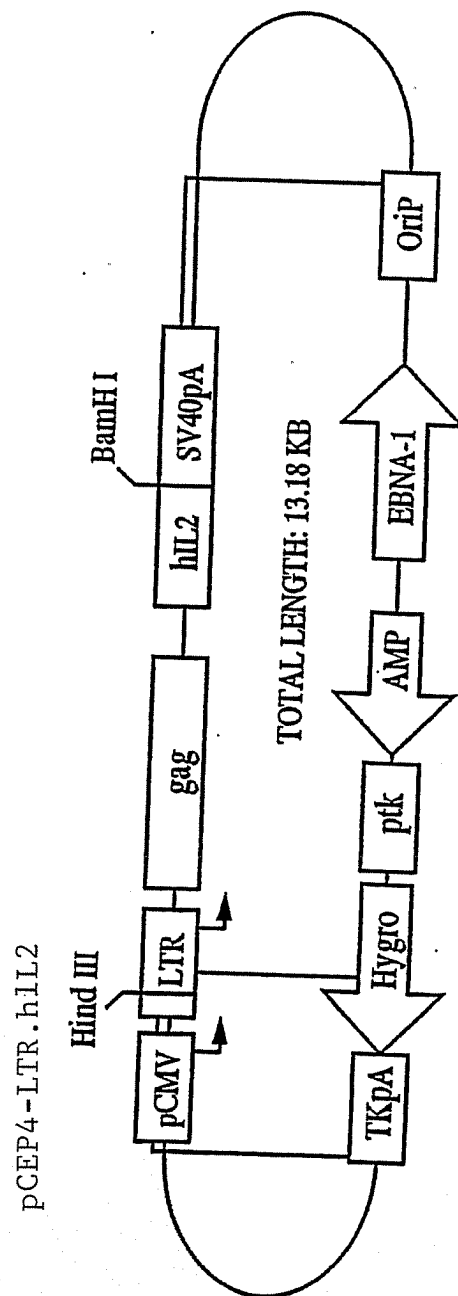 pCEP4-LTR.hIL2
Hind III
BamH I
pCMV
LTR
gag
hIL2
SV40pA
TOTAL LENGTH: 13.18 KB
TKpA
Hygro
ptk
AMP
EBNA-1
OriP